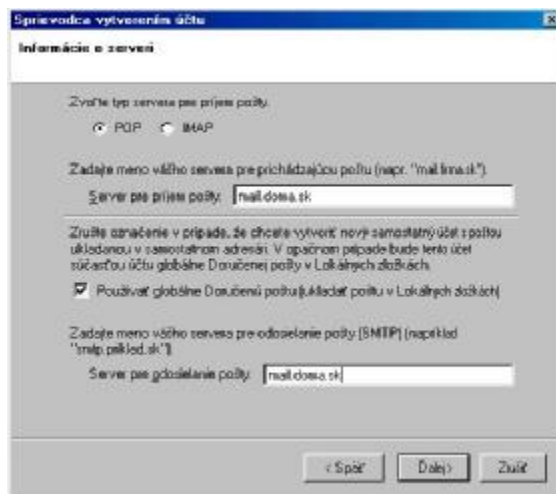 Sprievodca vytvorením účtu
Informácie o serveri
Zvoľte typ servera pre príjem pošty.
POP IMAP
Zadajte meno vášho servera pre prichádzajúcu poštu (napr. "mail.firma.sk").
Server pre príjem pošty: mail.doma.sk
Zrušte označenie v prípade, že chcete vytvoriť nový samostatný účet s poštou
ukladanou v samostatnom adresári. V opačnom prípade bude tento účet
súčasťou účtu globálne Doručenej pošty v Lokálnych zložkách.
Používať globálne Doručenú poštu (ukladať poštu v Lokálnych zložkách)
Zadajte meno vášho servera pre odosielanie pošty (SMTP) (napríklad
"smtp.priklad.sk").
Server pre odosielanie pošty: mail.doma.sk
< Späť Ďalej > Zrušiť